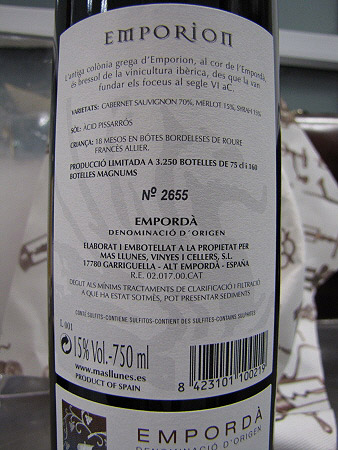 EMPORION
L'antiga colònia grega d'Emporion, al cor de l'Empordà,
és bressol de la vinicultura ibèrica, des que la van
fundar els foceus al segle VI aC.
VARIETATS: CABERNET SAUVIGNON 70%, MERLOT 15%, SYRAH 15%
SÒL: ÀCID PISSARRÓS
CRIANÇA: 18 MESOS EN BÓTES BORDELESES DE ROURE
FRANCÈS ALLIER.
PRODUCCIÓ LIMITADA A 3.250 BOTELLES DE 75 cl i 160
BOTELLES MAGNUMS
Nº 2655
EMPORDÀ
DENOMINACIÓ D'ORIGEN
ELABORAT I EMBOTELLAT A LA PROPIETAT PER
MAS LLUNES, VINYES I CELLERS, S.L.
17780 GARRIGUELLA - ALT EMPORDÀ - ESPAÑA
R.E. 02.017.00.CAT
DEGUT ALS MÍNIMS TRACTAMENTS DE CLARIFICACIÓ I FILTRACIÓ
A QUE HA ESTAT SOTMÈS, POT PRESENTAR SEDIMENTS
CONTÉ SULFITS-CONTIENE SULFITOS-CONTIENT DES SULFITES-CONTAINS SULPHITES
L 001
15% Vol.-750 ml
www.masllunes.es
PRODUCT OF SPAIN
8 423101 100219
EMPORDÀ
DENOMINACIÓ D'ORIGEN